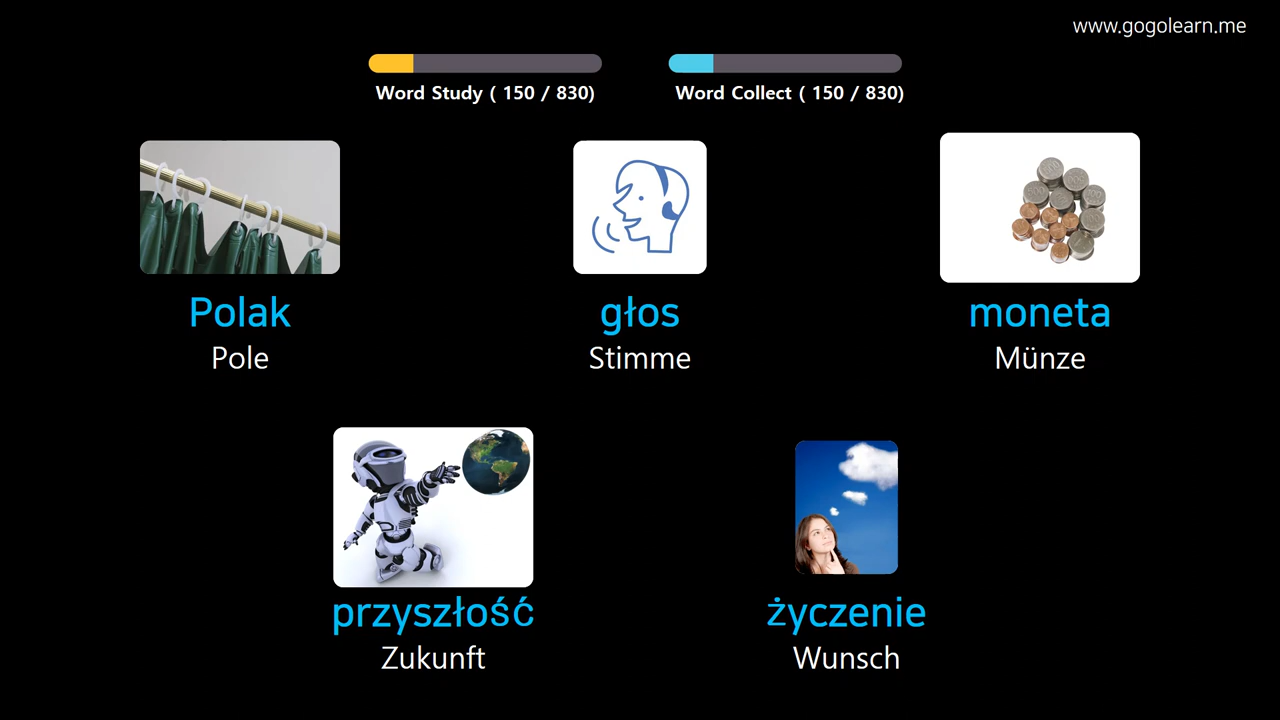 www.gogolearn.me
Word Study ( 150 / 830)
Word Collect ( 150 / 830)
Polak
Pole
głos
Stimme
moneta
Münze
przyszłość
Zukunft
życzenie
Wunsch